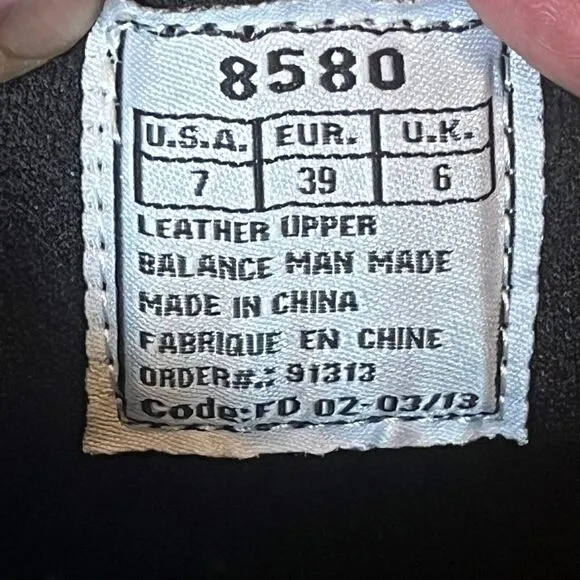 8580
U.S.A. EUR. U.K.
7 39 6
LEATHER UPPER
BALANCE MAN MADE
MADE IN CHINA
FABRIQUE EN CHINE
ORDER#.: 91313
Code:FD 02-03/13